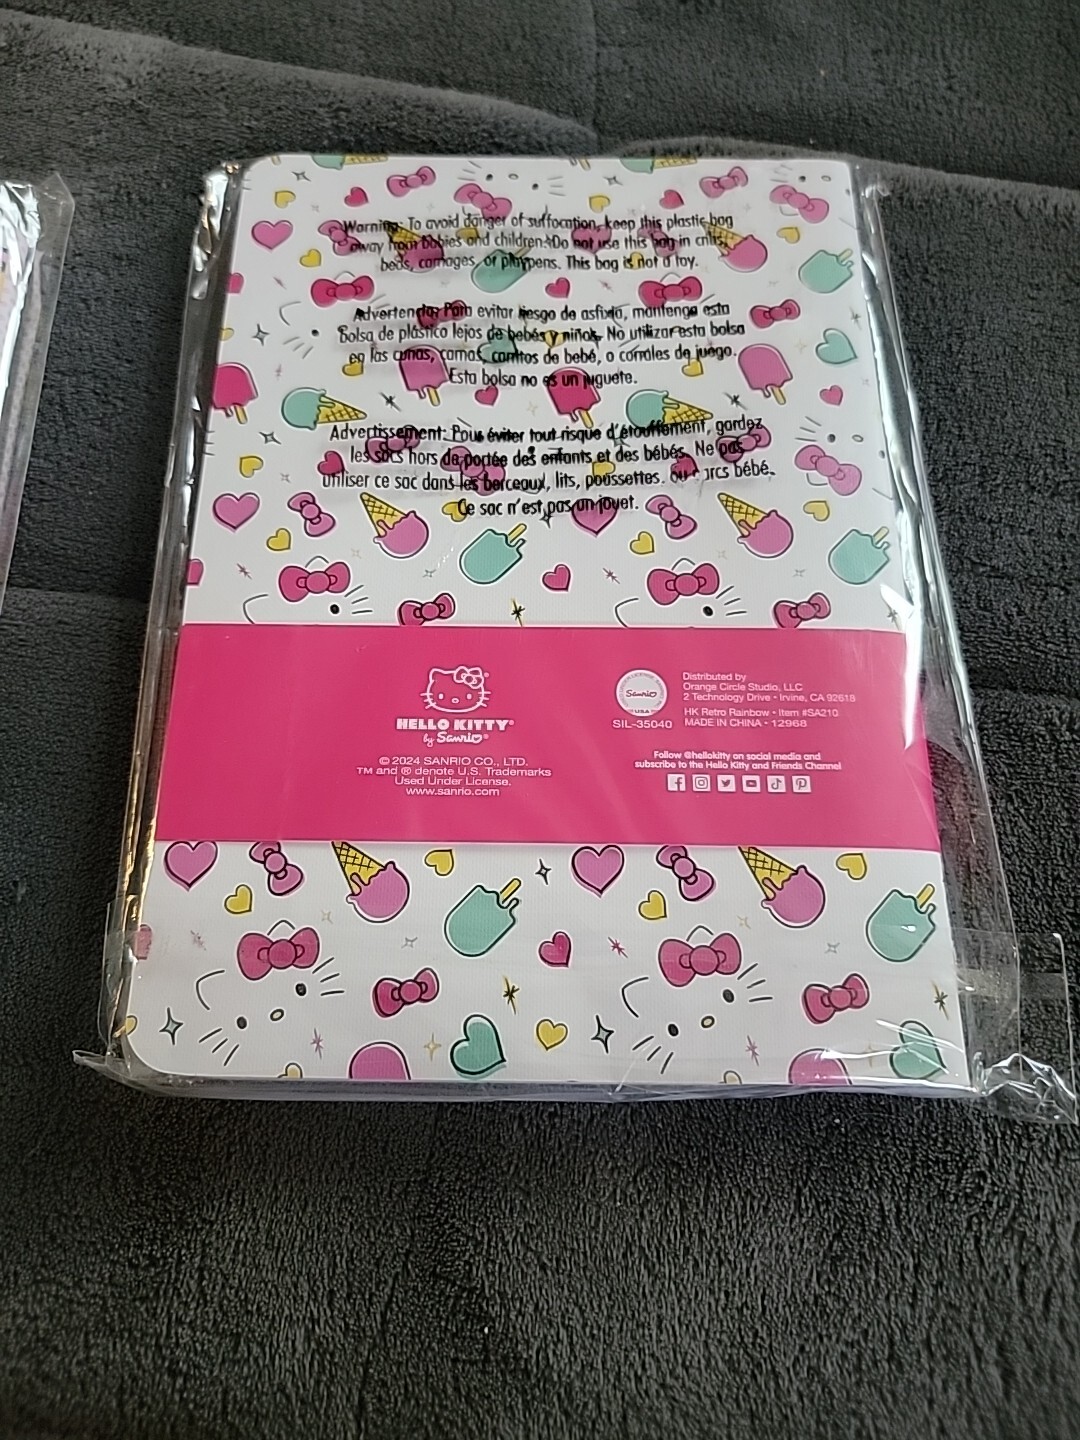 Warning: To avoid danger of suffocation, keep this plastic bag
away from babies and children. Do not use this bag in cribs,
beds, carriages, or playpens. This bag is not a toy.
Advertencia: Para evitar riesgo de asfixia, mantenga esta
Bolsa de plástico lejos de bebés y niños. No utilizar esta bolsa
en las cunas, camas, carritos de bebé, o corrales de juego.
Esta bolsa no es un juguete.
Advertissement: Pour éviter tout risque d'étouffement, gardez
les sacs hors de portée des enfants et des bébés. Ne pas
utiliser ce sac dans les berceaux, lits, poussettes. ou parcs bébé.
Ce sac n'est pas un jouet.
HELLO KITTY®
by Sanrio®
© 2024 SANRIO CO., LTD.
TM and ® denote U.S. Trademarks
Used Under License.
www.sanrio.com
Sanrio
USA
SIL-35040
Distributed by
Orange Circle Studio, LLC
2 Technology Drive • Irvine, CA 92618
HK Retro Rainbow • Item #SA210
MADE IN CHINA • 12968
Follow @hellokitty on social media and
subscribe to the Hello Kitty and Friends Channel